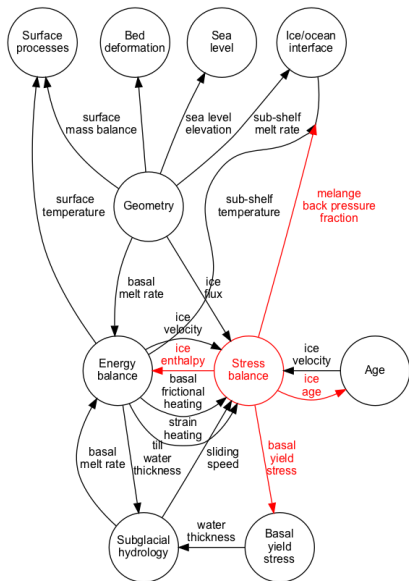 Surface
processes
Bed
deformation
Sea
level
Ice/ocean
interface
surface
mass balance
sea level
elevation
sub-shelf
melt rate
surface
temperature
Geometry
sub-shelf
temperature
melange
back pressure
fraction
basal
melt rate
ice
flux
ice
velocity
Energy
balance
ice
enthalpy
Stress
balance
ice
velocity
Age
basal
frictional
heating
ice
age
strain
heating
basal
melt rate
till
water
thickness
sliding
speed
basal
yield
stress
Subglacial
hydrology
water
thickness
Basal
yield
stress